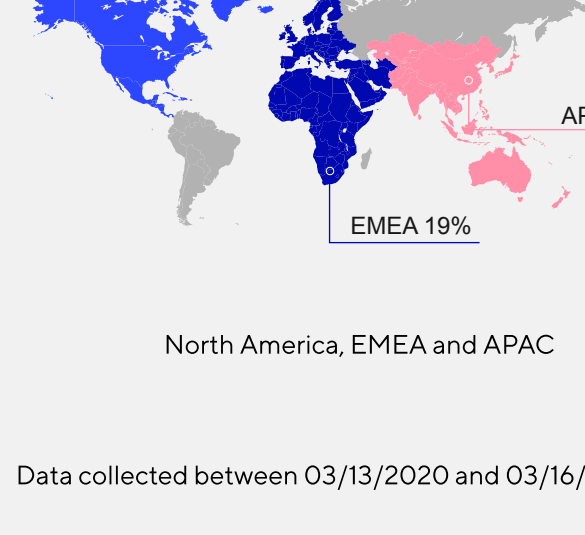 EMEA 19%
North America, EMEA and APAC
Data collected between 03/13/2020 and 03/16/